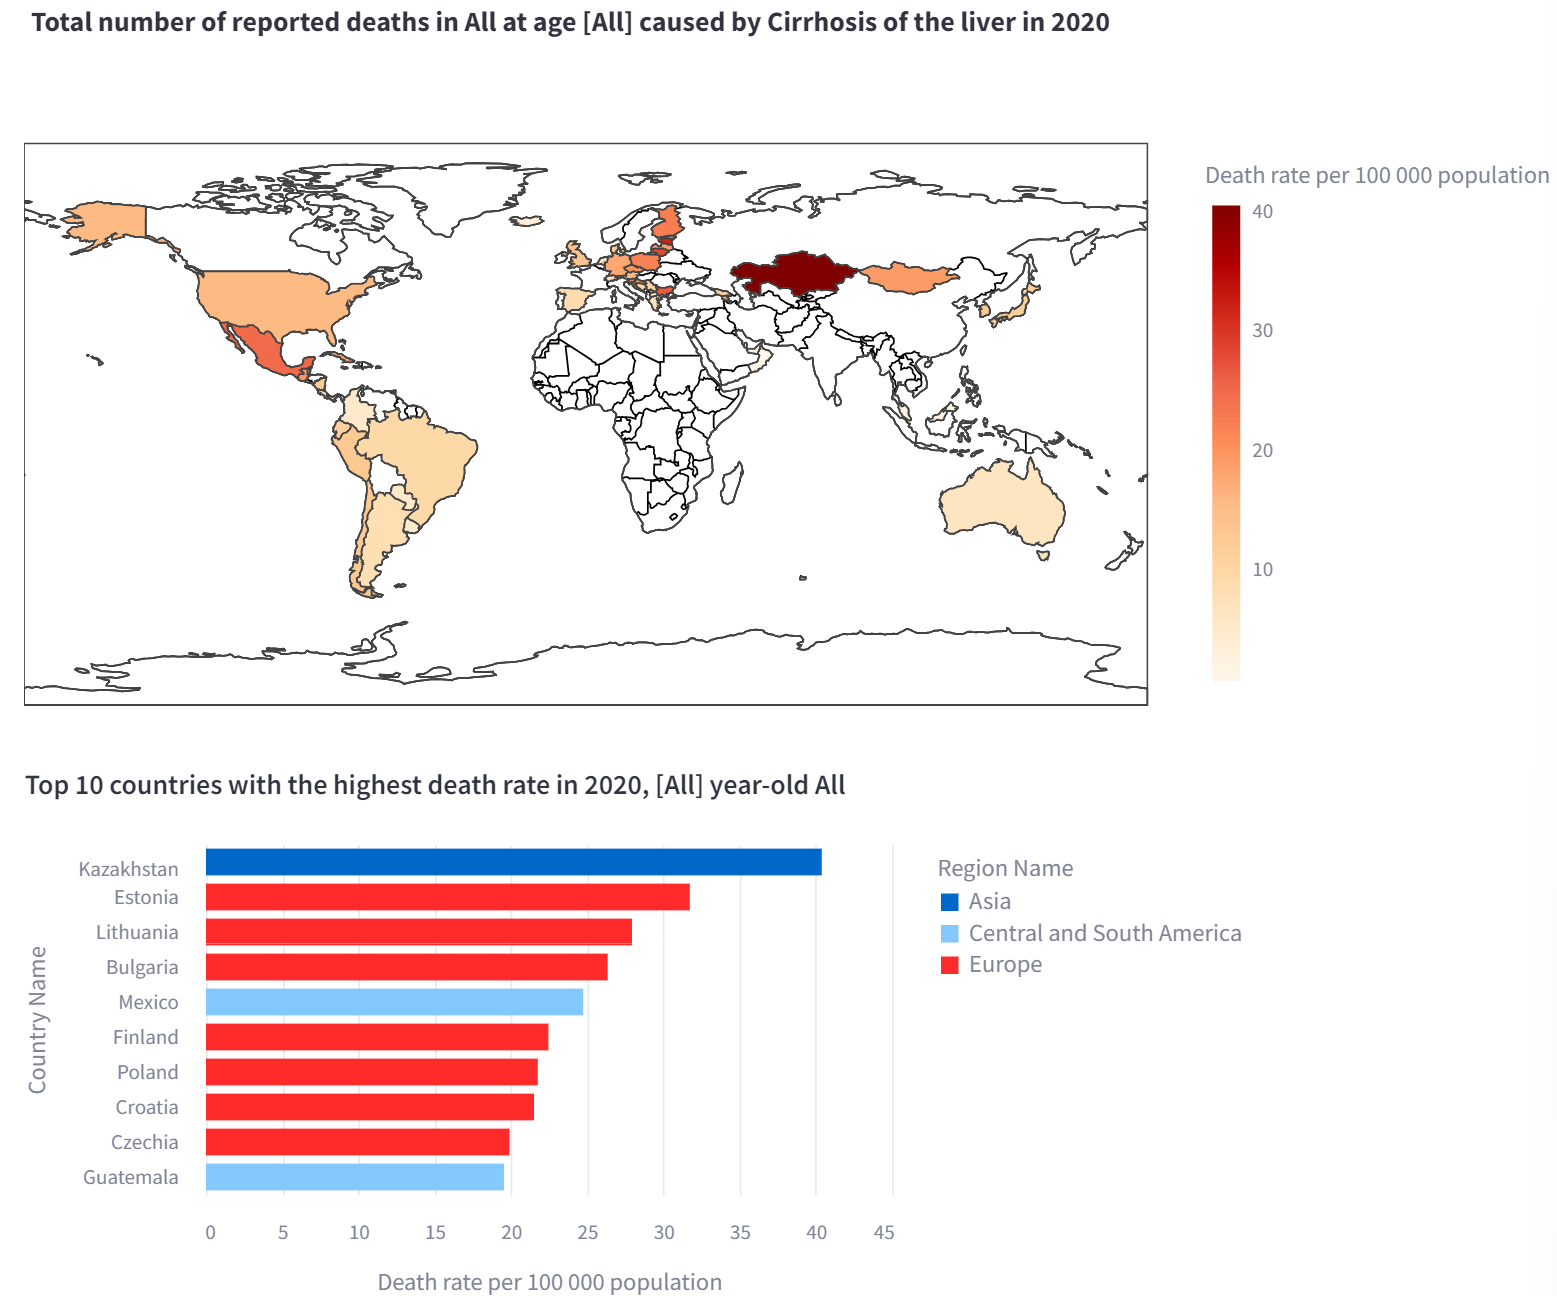 Total number of reported deaths in All at age [All] caused by Cirrhosis of the liver in 2020
Death rate per 100 000 population
40
30
20
10
Top 10 countries with the highest death rate in 2020, [All] year-old All
Country Name
Kazakhstan
Estonia
Lithuania
Bulgaria
Mexico
Finland
Poland
Croatia
Czechia
Guatemala
0 5 10 15 20 25 30 35 40 45
Death rate per 100 000 population
Region Name
Asia
Central and South America
Europe